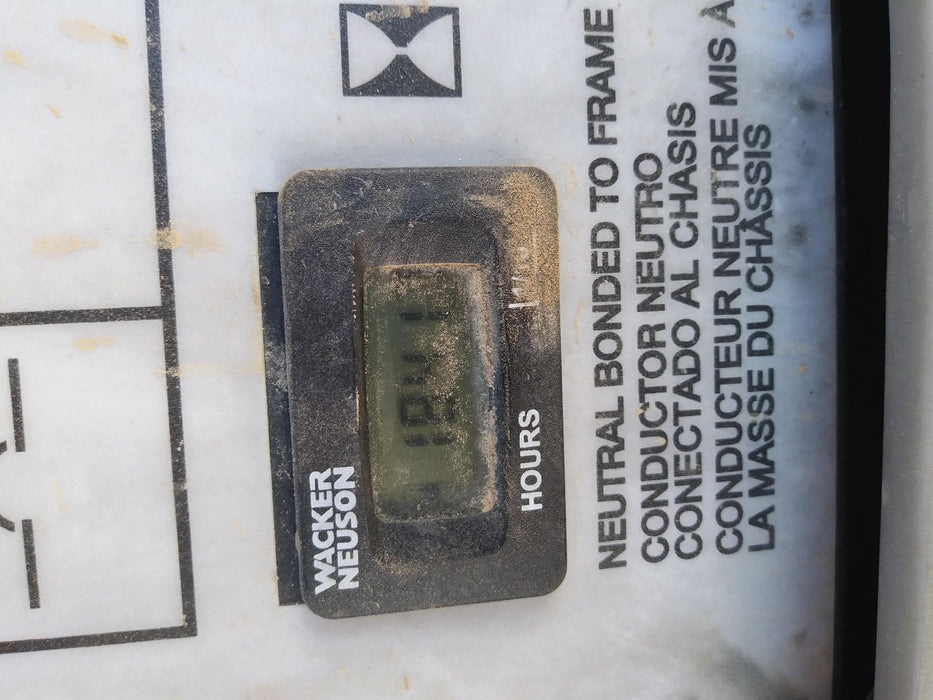 WACKER
NEUSON
HOURS
NEUTRAL BONDED TO FRAME
CONDUCTOR NEUTRO
CONECTADO AL CHASIS
CONDUCTEUR NEUTRE MIS À
LA MASSE DU CHÂSSIS